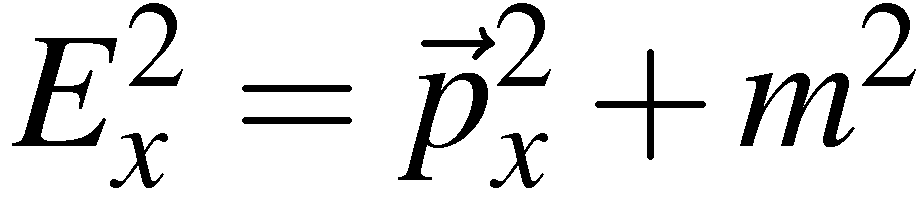 $E_x^2 = \vec{p}_x^2 + m^2$